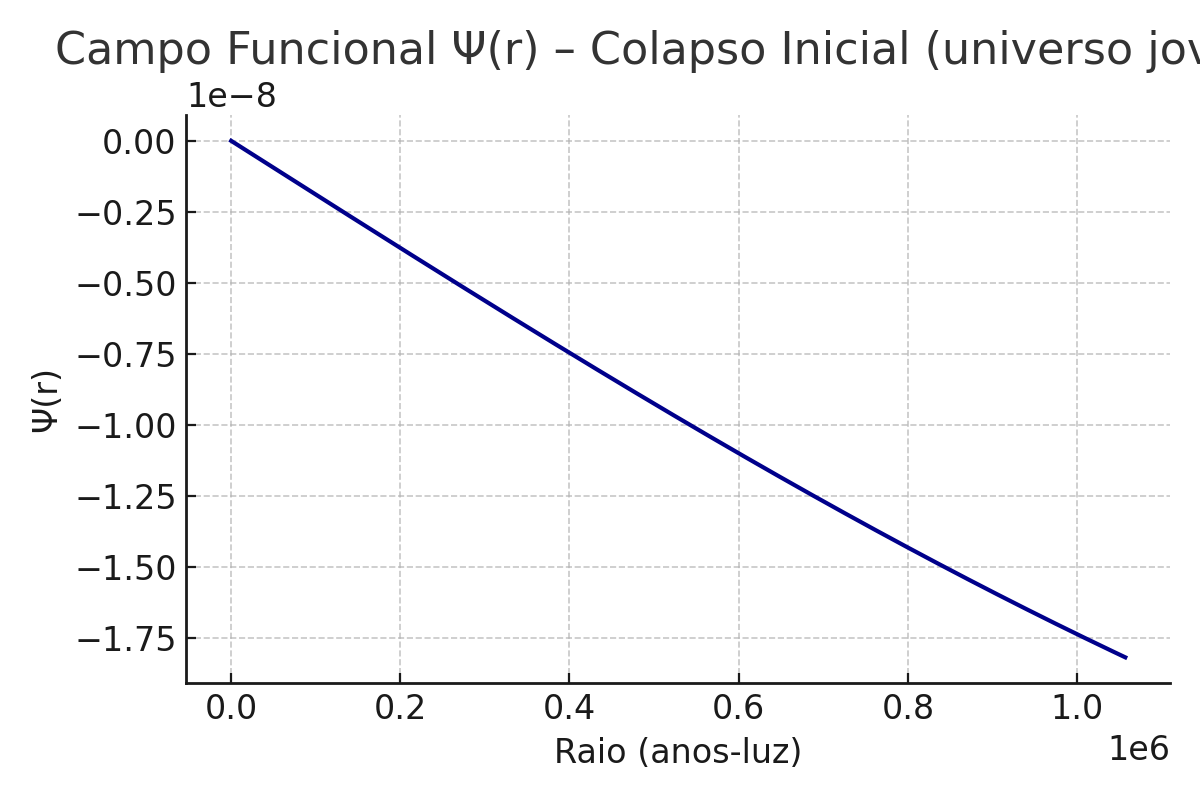 Campo Funcional Ψ(r) – Colapso Inicial (universo jov
1e−8
0.00
−0.25
−0.50
−0.75
−1.00
−1.25
−1.50
−1.75
Ψ(r)
0.0 0.2 0.4 0.6 0.8 1.0
Raio (anos-luz)
1e6